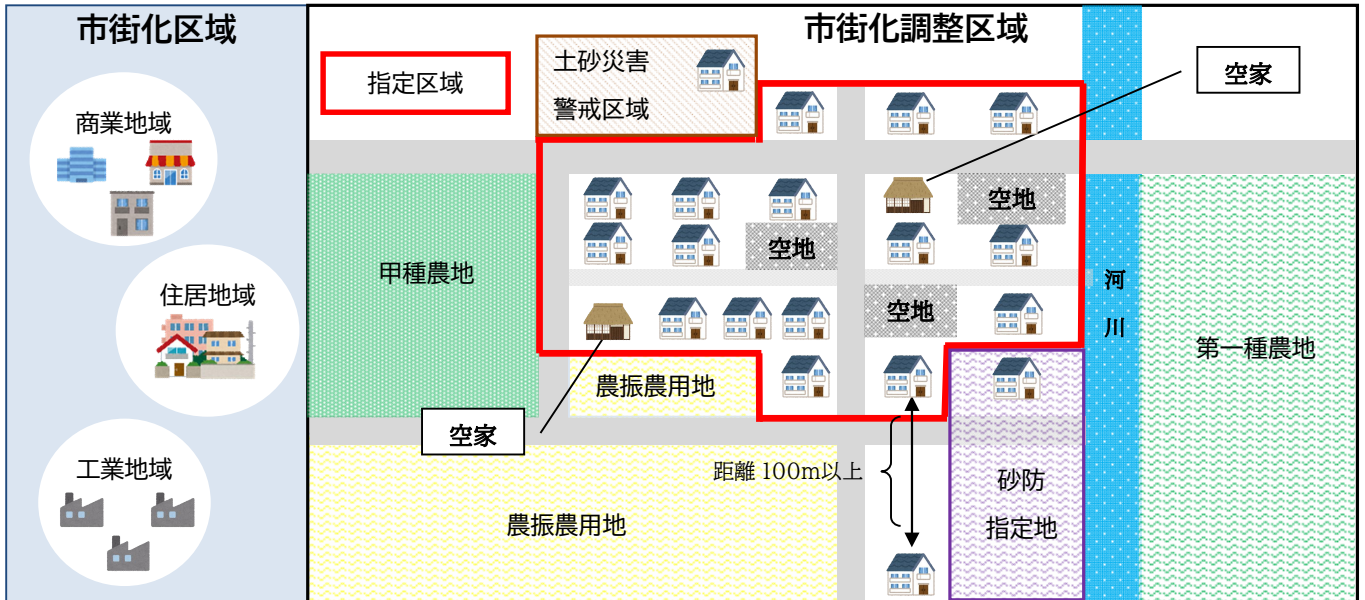 市街化区域
商業地域
住居地域
工業地域
市街化調整区域
指定区域
土砂災害
警戒区域
空家
空地
空地
甲種農地
空地
河
川
第一種農地
農振農用地
空家
距離 100m以上
砂防
指定地
農振農用地